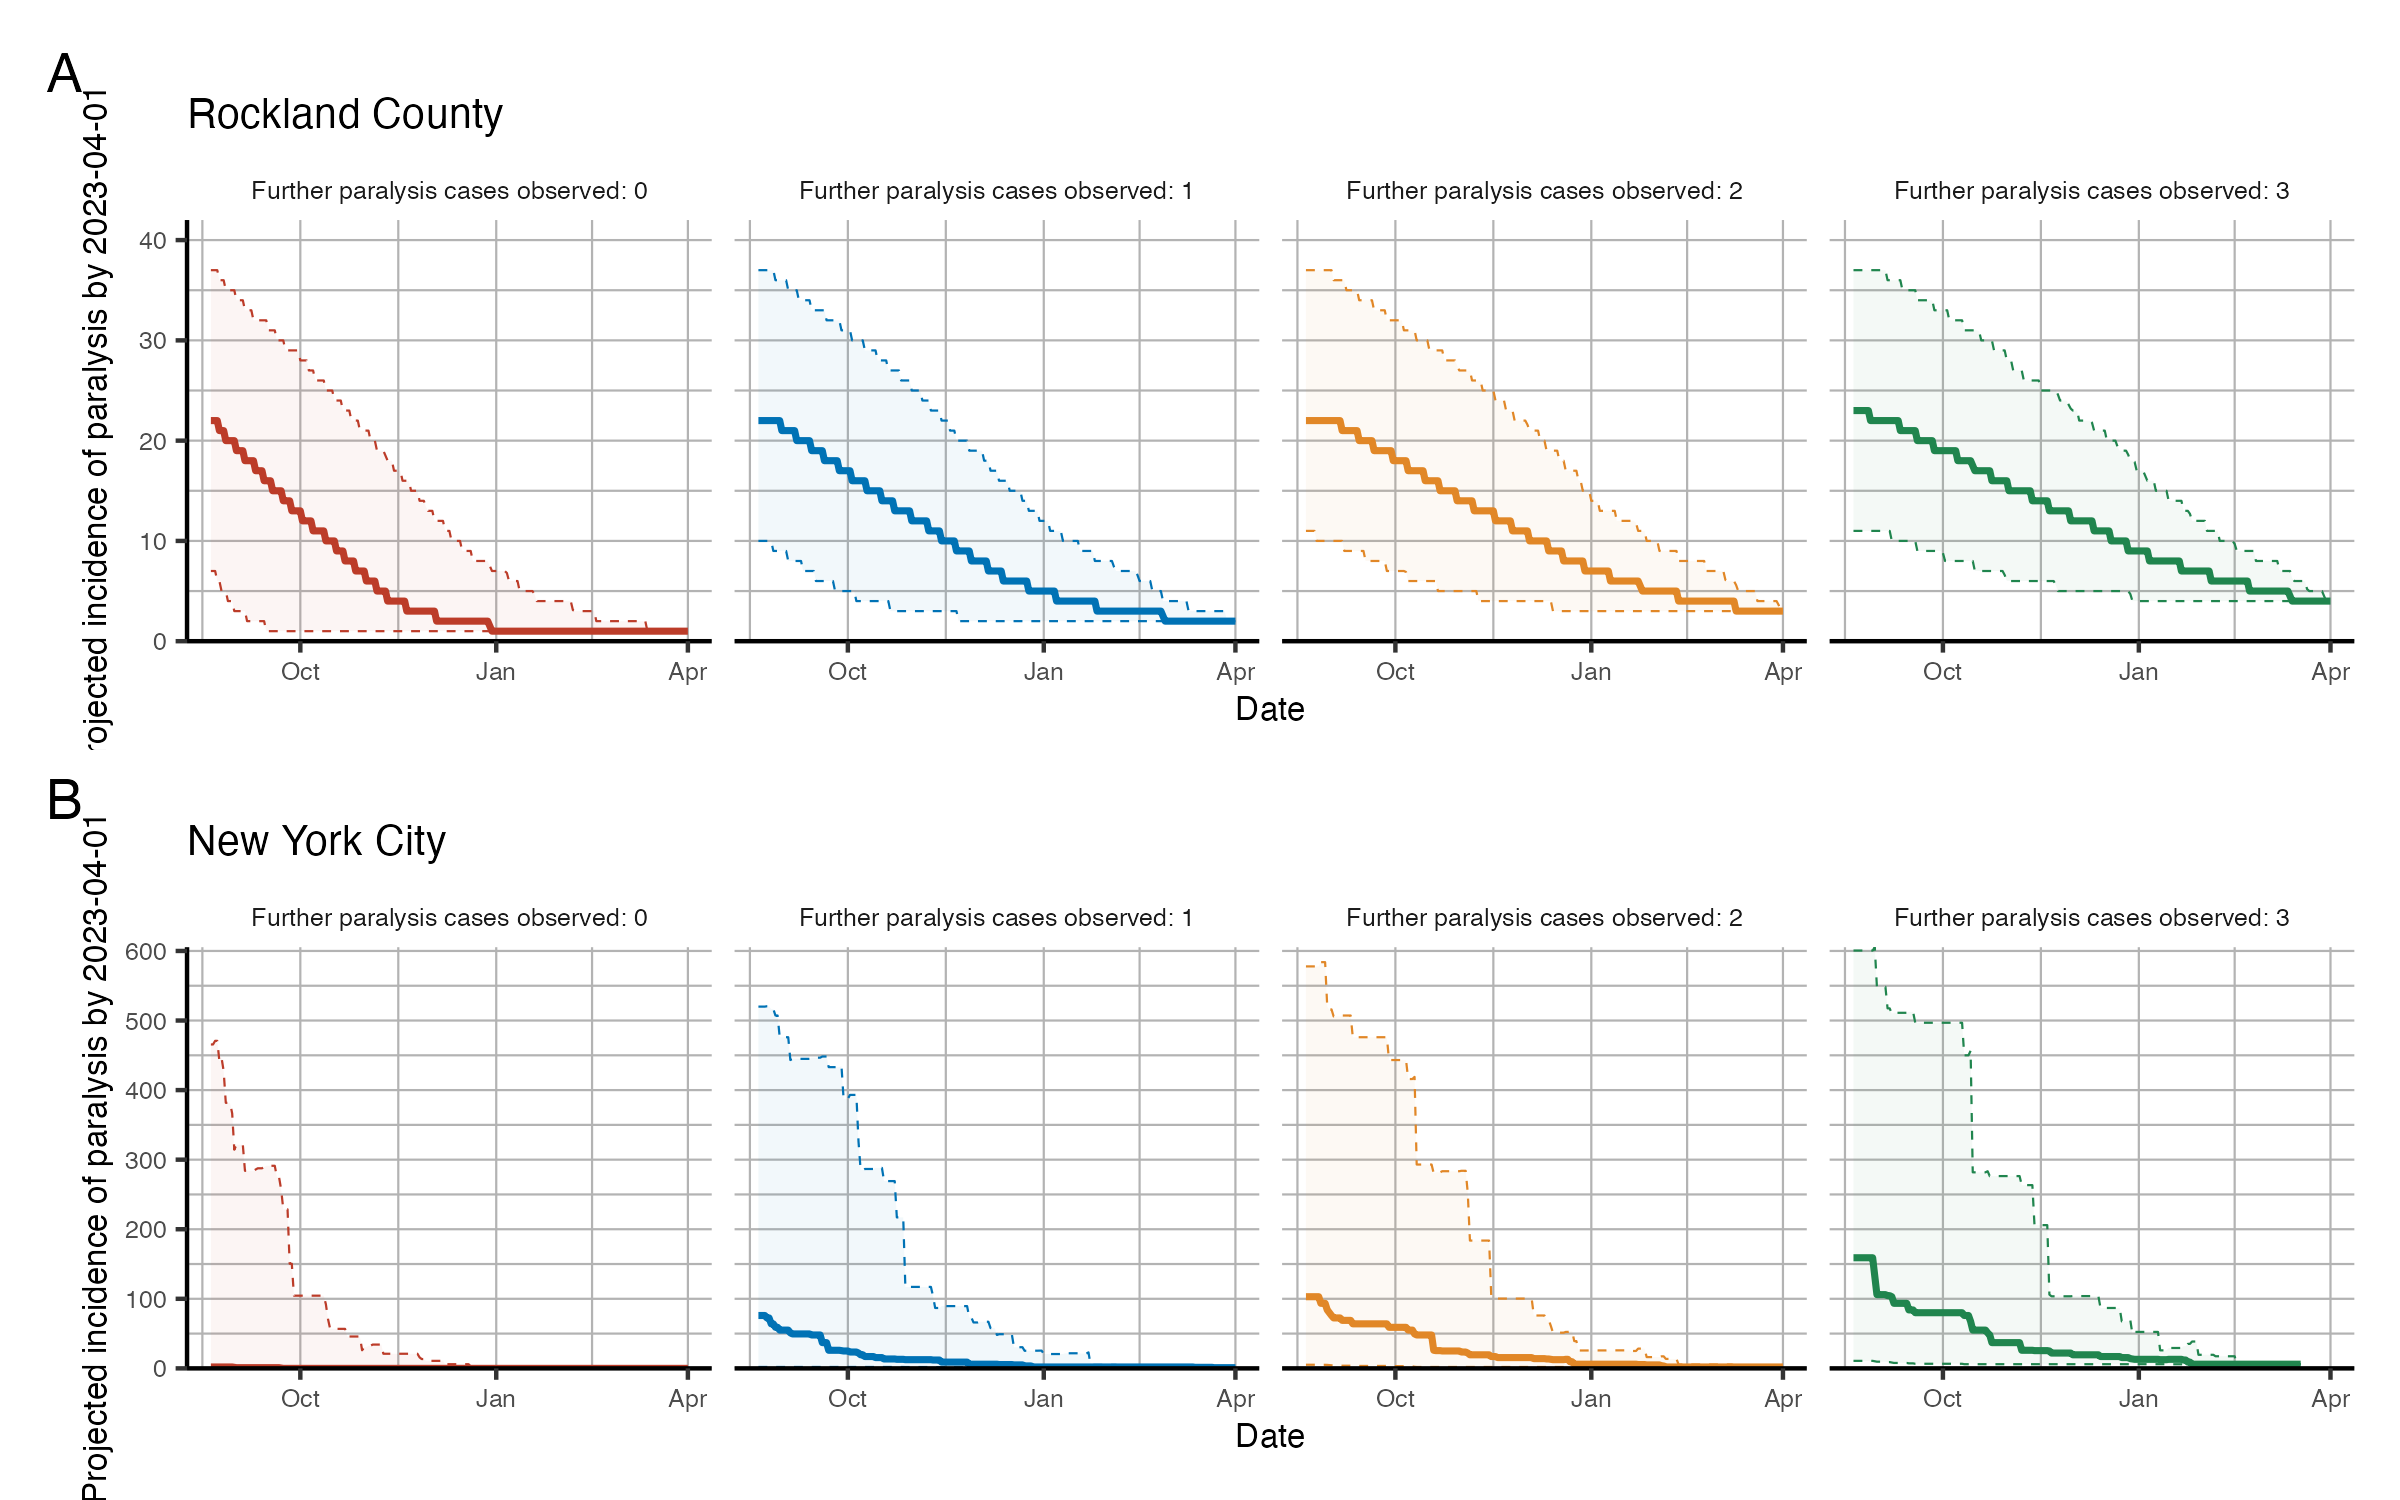 A
Rockland County
Further paralysis cases observed: 0
Further paralysis cases observed: 1
Further paralysis cases observed: 2
Further paralysis cases observed: 3
ojected incidence of paralysis by 2023-04-01
40
30
20
10
0
Oct Jan Apr
Oct Jan Apr
Oct Jan Apr
Oct Jan Apr
Date
B
New York City
Further paralysis cases observed: 0
Further paralysis cases observed: 1
Further paralysis cases observed: 2
Further paralysis cases observed: 3
Projected incidence of paralysis by 2023-04-01
600
500
400
300
200
100
0
Oct Jan Apr
Oct Jan Apr
Oct Jan Apr
Oct Jan Apr
Date